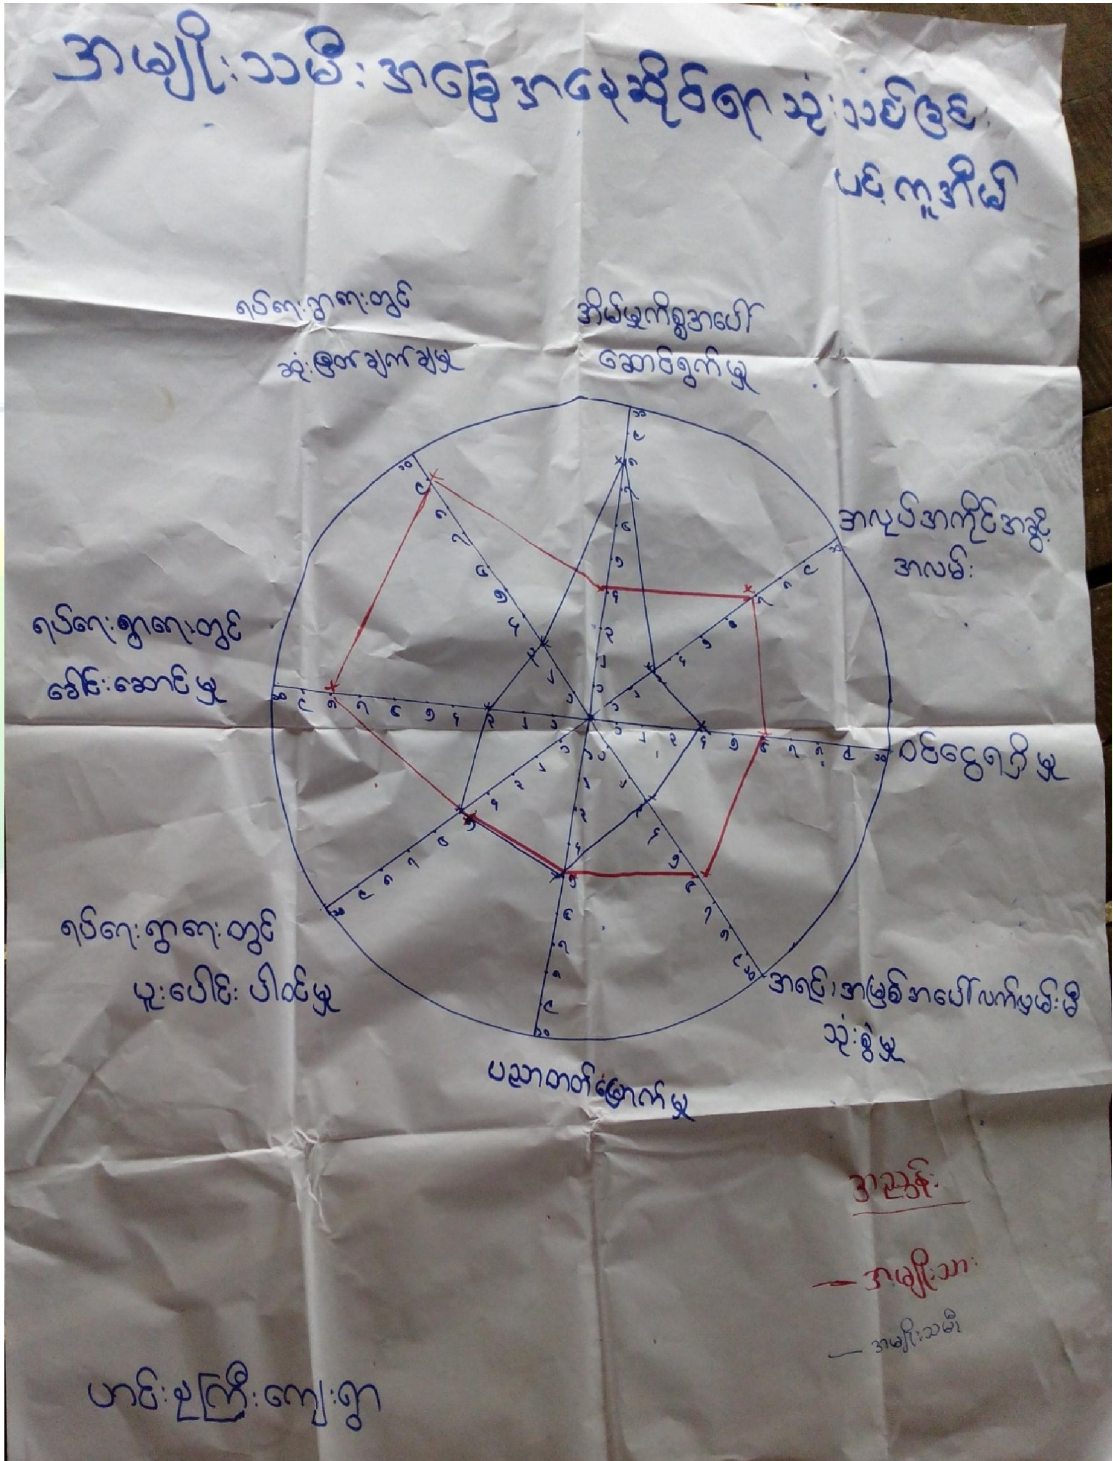 အမျိုးသမီး အခြေအနေဆိုင်ရာ သုံးသပ်ခြင်း
ပင့်ကူအိမ်
ရပ်ရေးရွာရေးတွင်
ဆုံးဖြတ်ချက်ချမှု
အိမ်မှုကိစ္စအပေါ်
ဆောင်ရွက်မှု
အလုပ်အကိုင်အခွင့်
အလမ်း
ရပ်ရေးရွာရေးတွင်
ခေါင်းဆောင်မှု
ဝင်ငွေရရှိမှု
ရပ်ရေးရွာရေးတွင်
ပူးပေါင်းပါဝင်မှု
အရင်းအမြစ်အပေါ်လက်လှမ်းမီ
သုံးစွဲမှု
ပညာတတ်မြောက်မှု
အညွှန်း
— အမျိုးသား
— အမျိုးသမီး
ဟင်္းစုကြီးကျေးရွာ